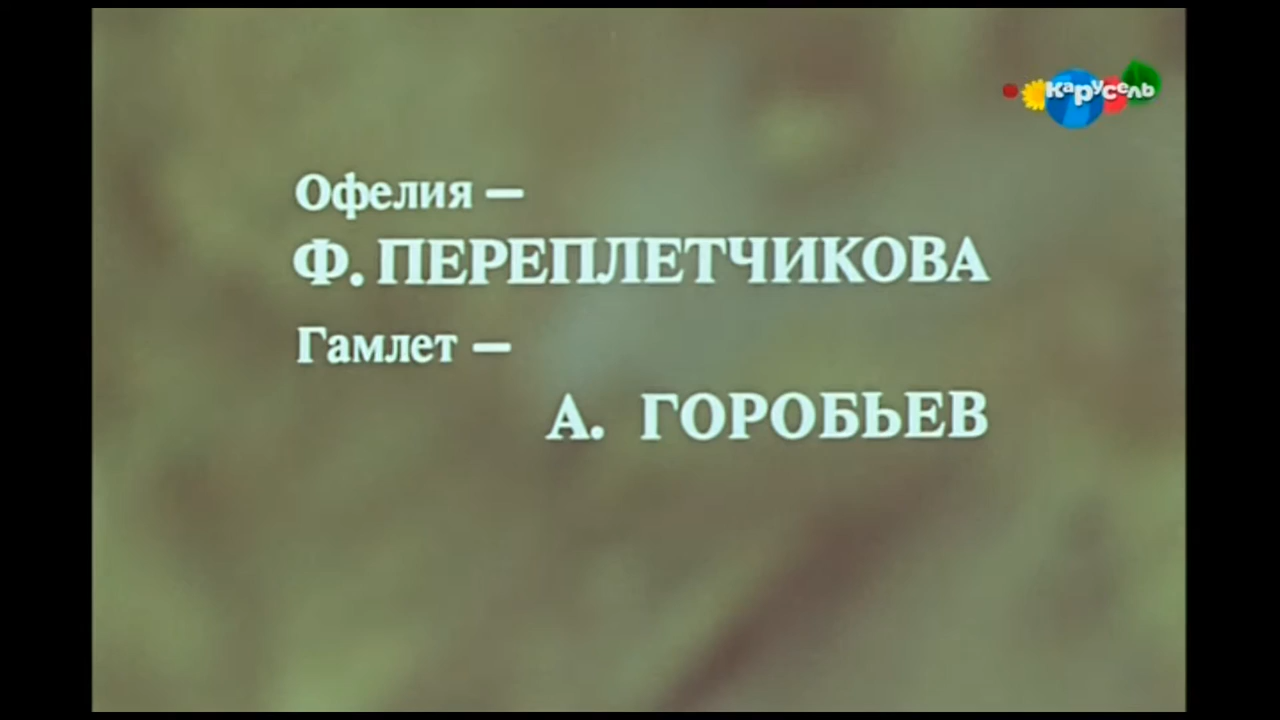 карусель
Офелия —
Ф. ПЕРЕПЛЕТЧИКОВА
Гамлет —
А. ГОРОБЬЕВ